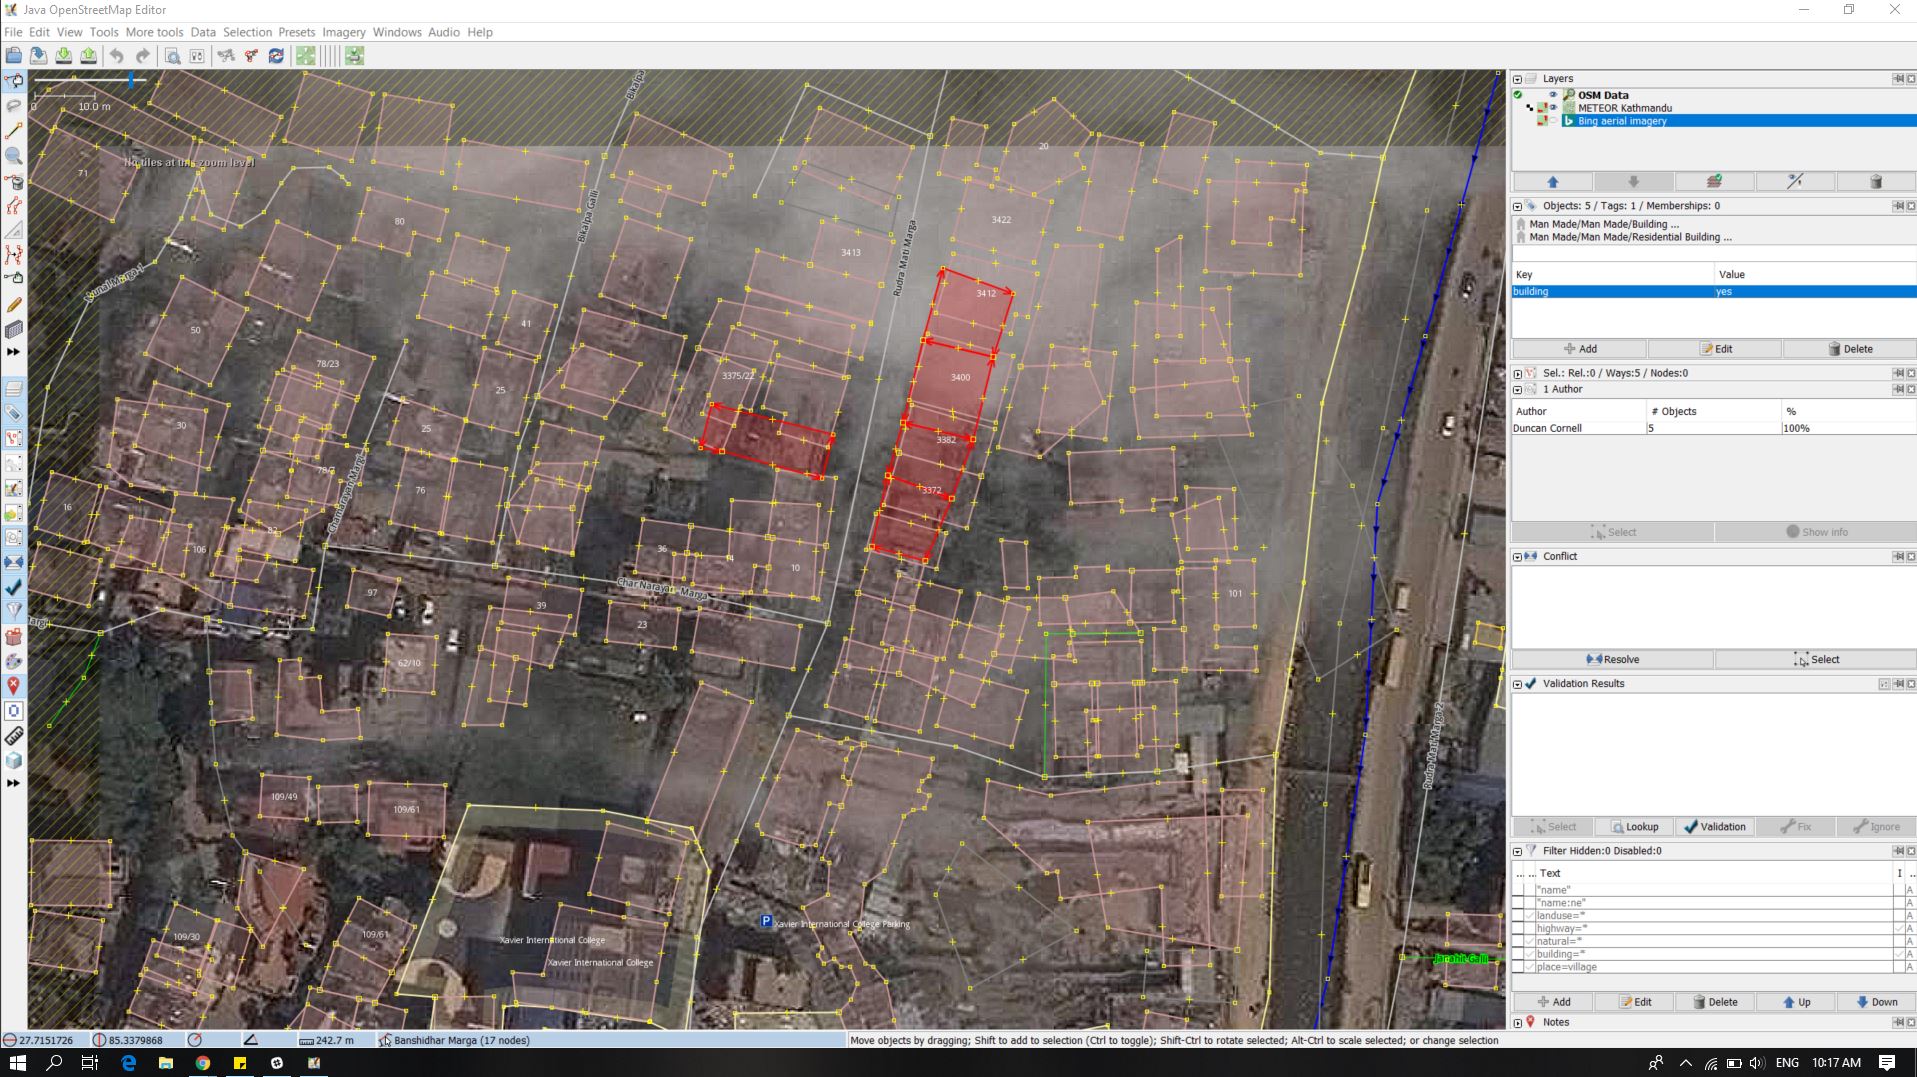 Java OpenStreetMap Editor
File Edit View Tools More tools Data Selection Presets Imagery Windows Audio Help
0 10.0 m
No tiles at this zoom level
Bikalpa
71
20
80
Bikalpa Galli
Rudra Mati Marga
3422
3413
3412
50
41
78/23
3375/22
3400
25
30
25
3382
76
3372
16
Charnarayan Marg
82
106
36
14
10
97
Char Narayan Marga
39
101
23
62/10
Rudra Mati Marga-2
109/49
109/61
109/30
109/61
P Xavier International College Parking
Xavier International College
Xavier International College
Janahit Galli
Layers
OSM Data
METEOR Kathmandu
Bing aerial imagery
Objects: 5 / Tags: 1 / Memberships: 0
Man Made/Man Made/Building ...
Man Made/Man Made/Residential Building ...
Key Value
building yes
Add Edit Delete
Sel.: Rel.:0 / Ways:5 / Nodes:0
1 Author
Author # Objects %
Duncan Cornell 5 100%
Select Show info
Conflict
Resolve Select
Validation Results
Select Lookup Validation Fix Ignore
Filter Hidden:0 Disabled:0
... ... Text I ..
"name" A
"name:ne" A
landuse=* A
highway=* A
natural=* A
building=* A
place=village A
Add Edit Delete Up Down
Notes
27.7151726 85.3379868 242.7 m Banshidhar Marga (17 nodes) Move objects by dragging; Shift to add to selection (Ctrl to toggle); Shift-Ctrl to rotate selected; Alt-Ctrl to scale selected; or change selection
ENG 10:17 AM